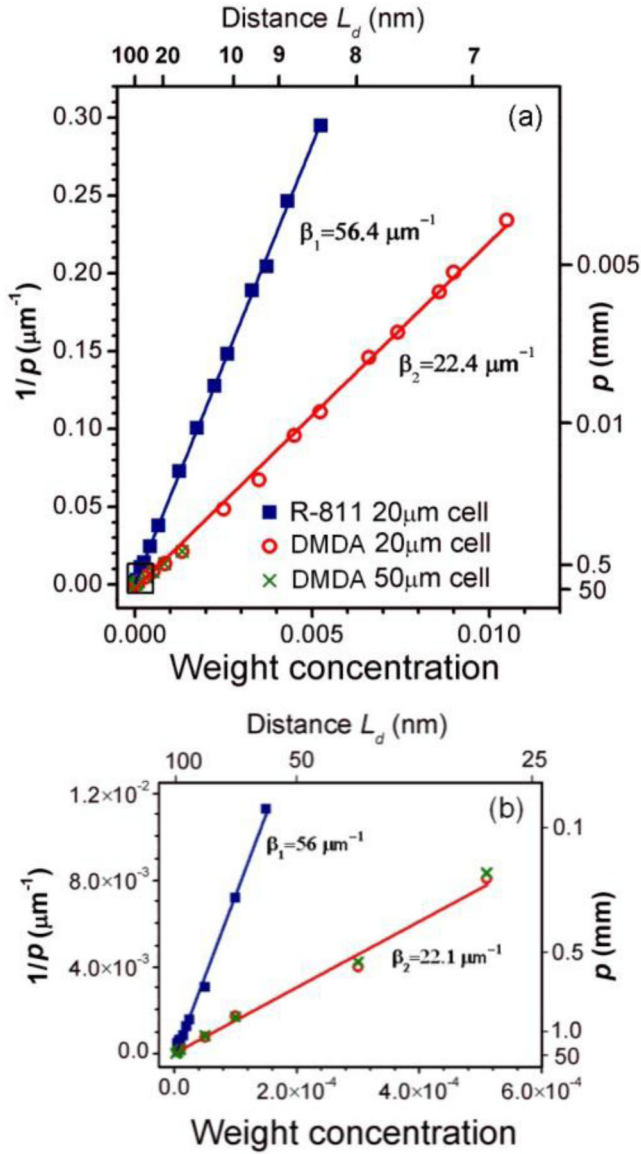 Distance L_d (nm)
100 20 10 9 8 7
(a)
0.30
0.25
0.20
0.15
0.10
0.05
0.00
1/p (μm⁻¹)
β₁=56.4 μm⁻¹
β₂=22.4 μm⁻¹
R-811 20μm cell
DMDA 20μm cell
DMDA 50μm cell
0.005
0.01
0.5
50
p (mm)
0.000 0.005 0.010
Weight concentration
Distance L_d (nm)
100 50 25
(b)
1.2×10⁻²
8.0×10⁻³
4.0×10⁻³
0.0
1/p (μm⁻¹)
β₁=56 μm⁻¹
β₂=22.1 μm⁻¹
0.1
0.5
1.0
50
p (mm)
0.0 2.0×10⁻⁴ 4.0×10⁻⁴ 6.0×10⁻⁴
Weight concentration